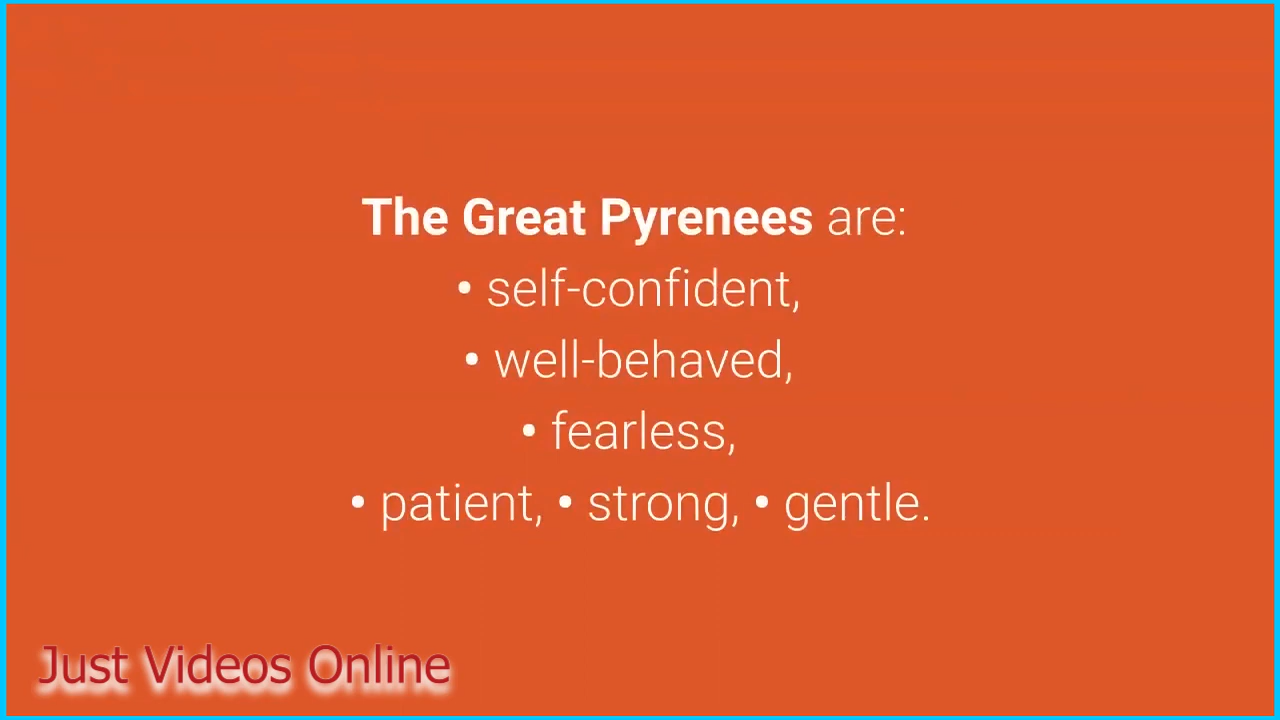 The Great Pyrenees are:
• self-confident,
• well-behaved,
• fearless,
• patient, • strong, • gentle.
Just Videos Online